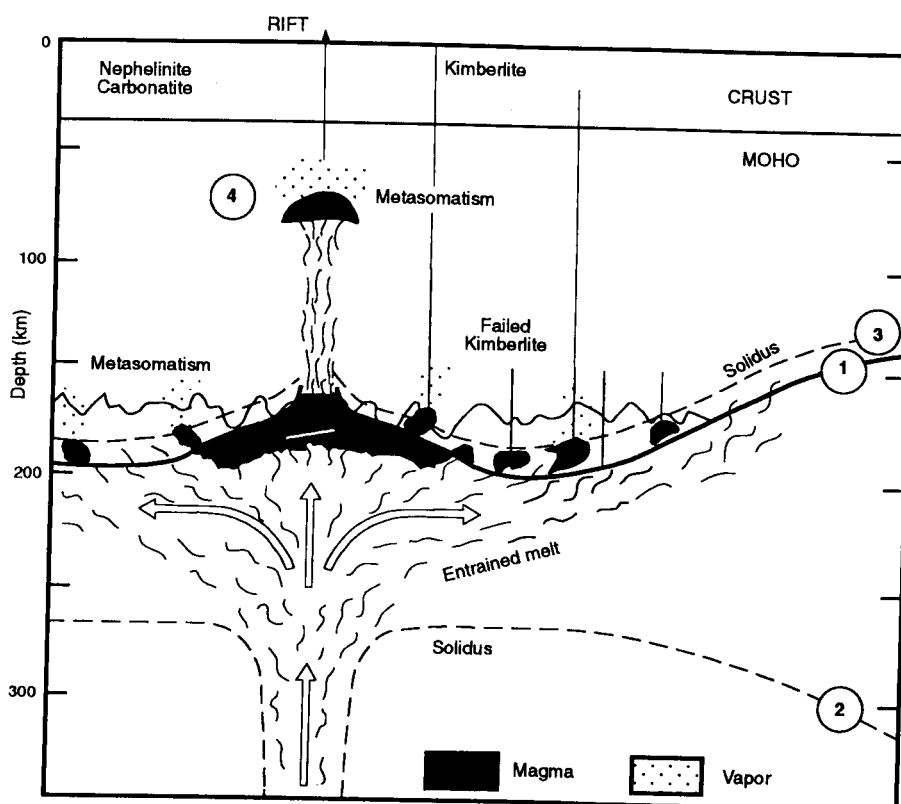 RIFT
0
Nephelinite
Carbonatite
Kimberlite
CRUST
MOHO
4
Metasomatism
100
Depth (km)
Failed
Kimberlite
3
Solidus
1
Metasomatism
200
Entrained melt
Solidus
300
2
Magma
Vapor